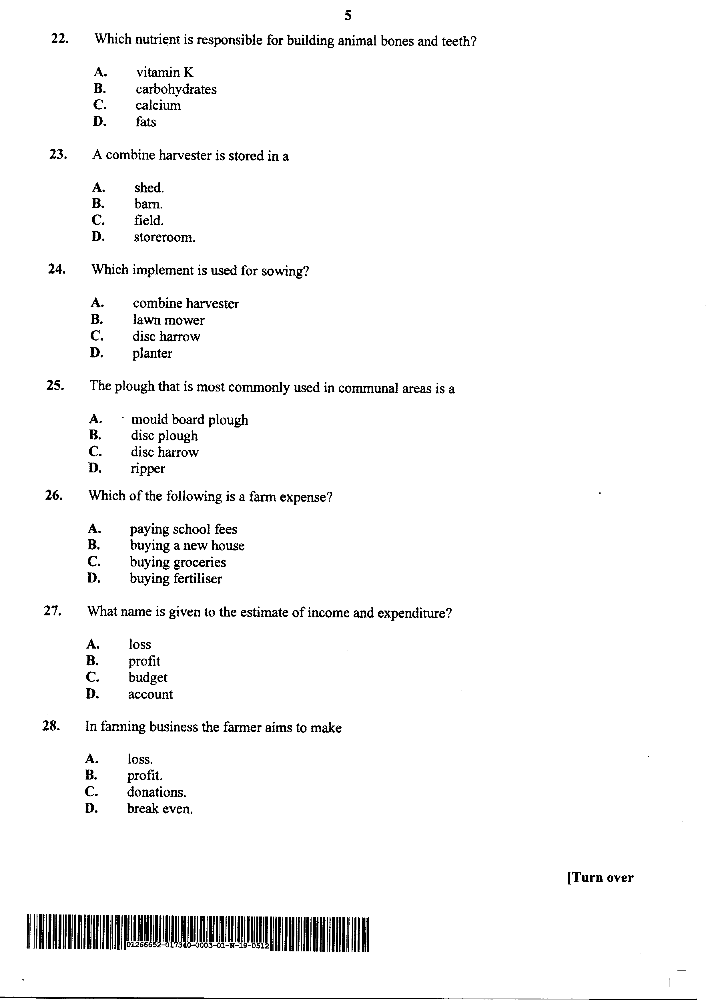 5
22. Which nutrient is responsible for building animal bones and teeth?
A. vitamin K
B. carbohydrates
C. calcium
D. fats
23. A combine harvester is stored in a
A. shed.
B. barn.
C. field.
D. storeroom.
24. Which implement is used for sowing?
A. combine harvester
B. lawn mower
C. disc harrow
D. planter
25. The plough that is most commonly used in communal areas is a
A. mould board plough
B. disc plough
C. disc harrow
D. ripper
26. Which of the following is a farm expense?
A. paying school fees
B. buying a new house
C. buying groceries
D. buying fertiliser
27. What name is given to the estimate of income and expenditure?
A. loss
B. profit
C. budget
D. account
28. In farming business the farmer aims to make
A. loss.
B. profit.
C. donations.
D. break even.
[Turn over
01266652-017340-0003-01-N-19-0512